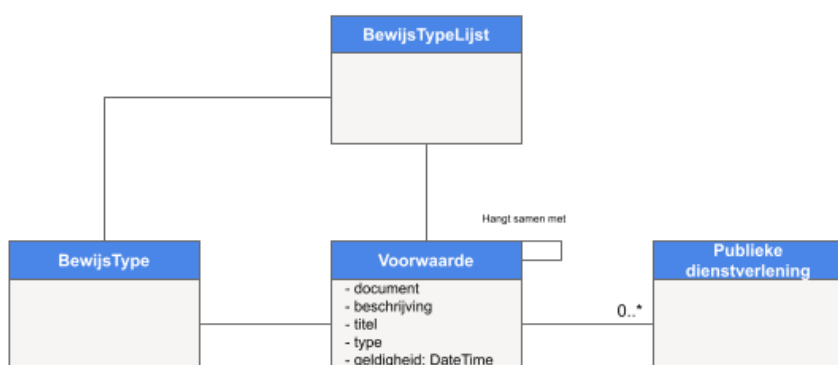 BewijsTypeLijst
Hangt samen met
BewijsType
Voorwaarde
Publieke
dienstverlening
- document
- beschrijving
- titel
- type
- geldigheid: DateTime
0..*